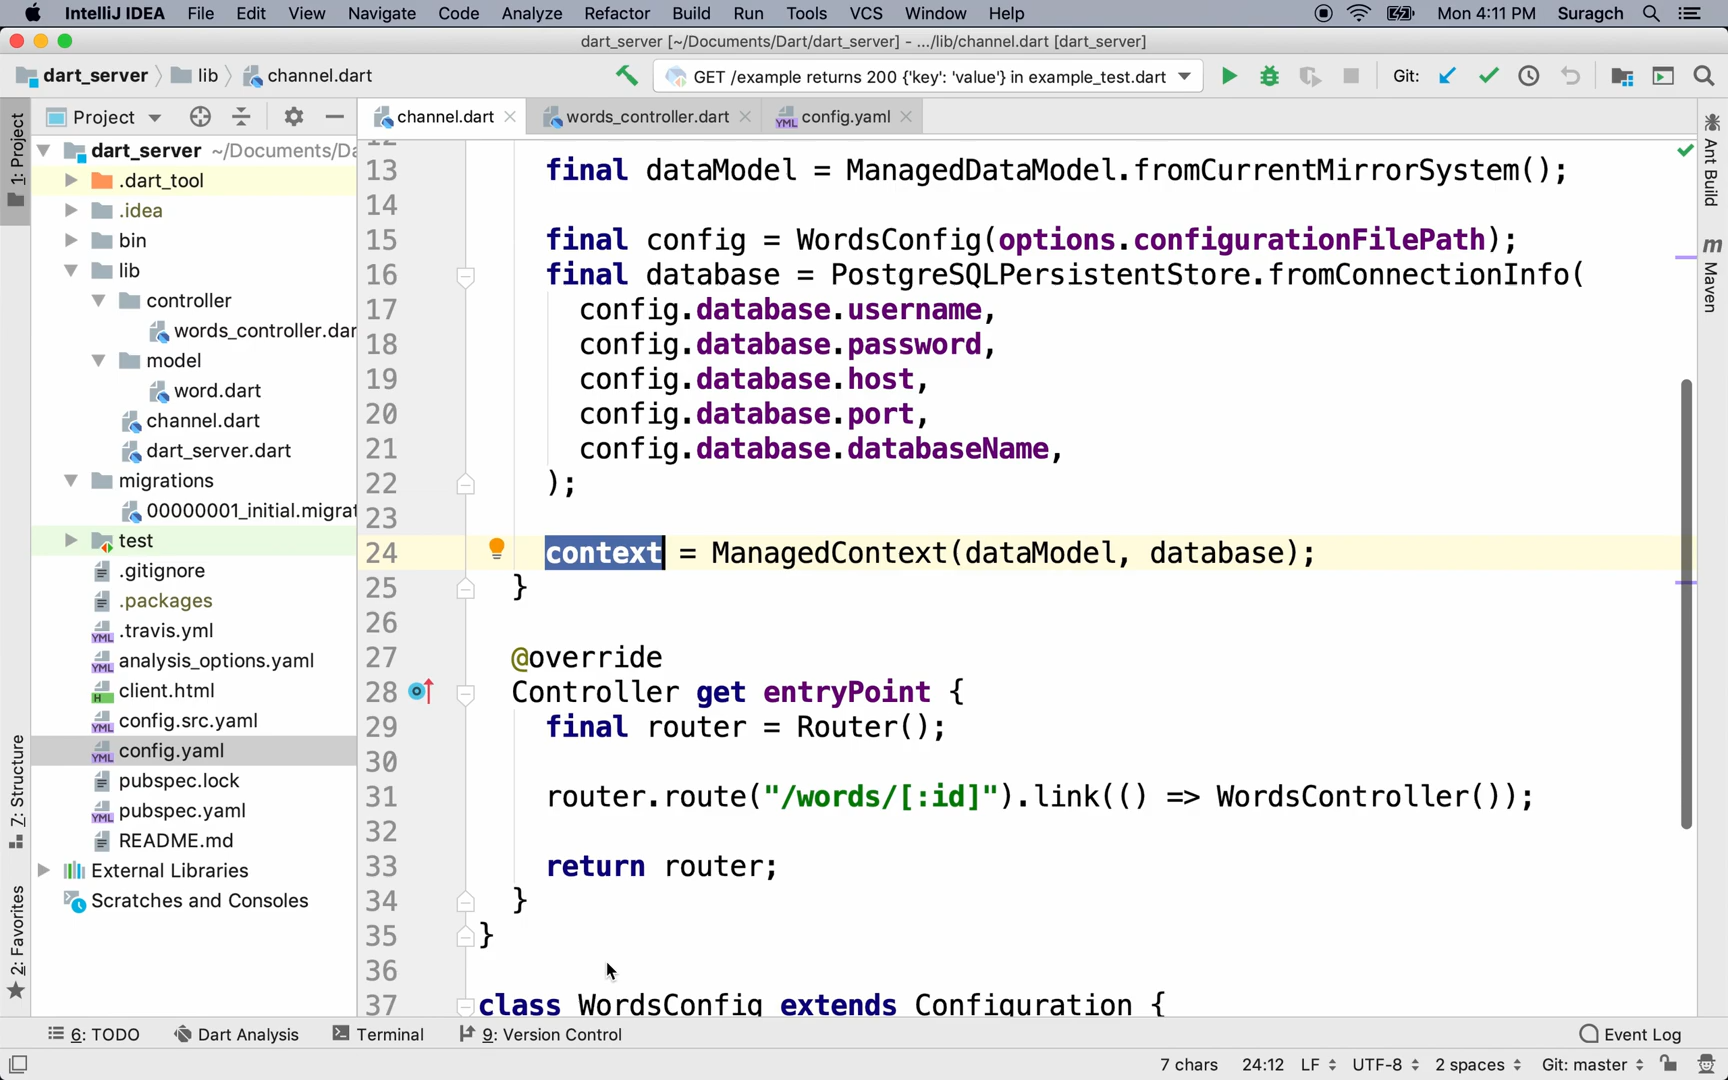 IntelliJ IDEA File Edit View Navigate Code Analyze Refactor Build Run Tools VCS Window Help Mon 4:11 PM Suragch
dart_server [~/Documents/Dart/dart_server] - .../lib/channel.dart [dart_server]
dart_server lib channel.dart GET /example returns 200 {'key': 'value'} in example_test.dart Git:
1: Project
Project
channel.dart words_controller.dart YML config.yaml
Ant Build
Maven
dart_server ~/Documents/Da
.dart_tool
.idea
bin
lib
controller
words_controller.dar
model
word.dart
channel.dart
dart_server.dart
migrations
00000001_initial.migrat
test
.gitignore
.packages
YML .travis.yml
YML analysis_options.yaml
H client.html
YML config.src.yaml
YML config.yaml
pubspec.lock
YML pubspec.yaml
README.md
External Libraries
Scratches and Consoles
7: Structure
2: Favorites
13 final dataModel = ManagedDataModel.fromCurrentMirrorSystem();
14
15 final config = WordsConfig(options.configurationFilePath);
16 final database = PostgreSQLPersistentStore.fromConnectionInfo(
17 config.database.username,
18 config.database.password,
19 config.database.host,
20 config.database.port,
21 config.database.databaseName,
22 );
23
24 context = ManagedContext(dataModel, database);
25 }
26
27 @override
28 Controller get entryPoint {
29 final router = Router();
30
31 router.route("/words/[:id]").link(() => WordsController());
32
33 return router;
34 }
35 }
36
37 class WordsConfig extends Configuration {
6: TODO Dart Analysis Terminal 9: Version Control Event Log
7 chars 24:12 LF UTF-8 2 spaces Git: master